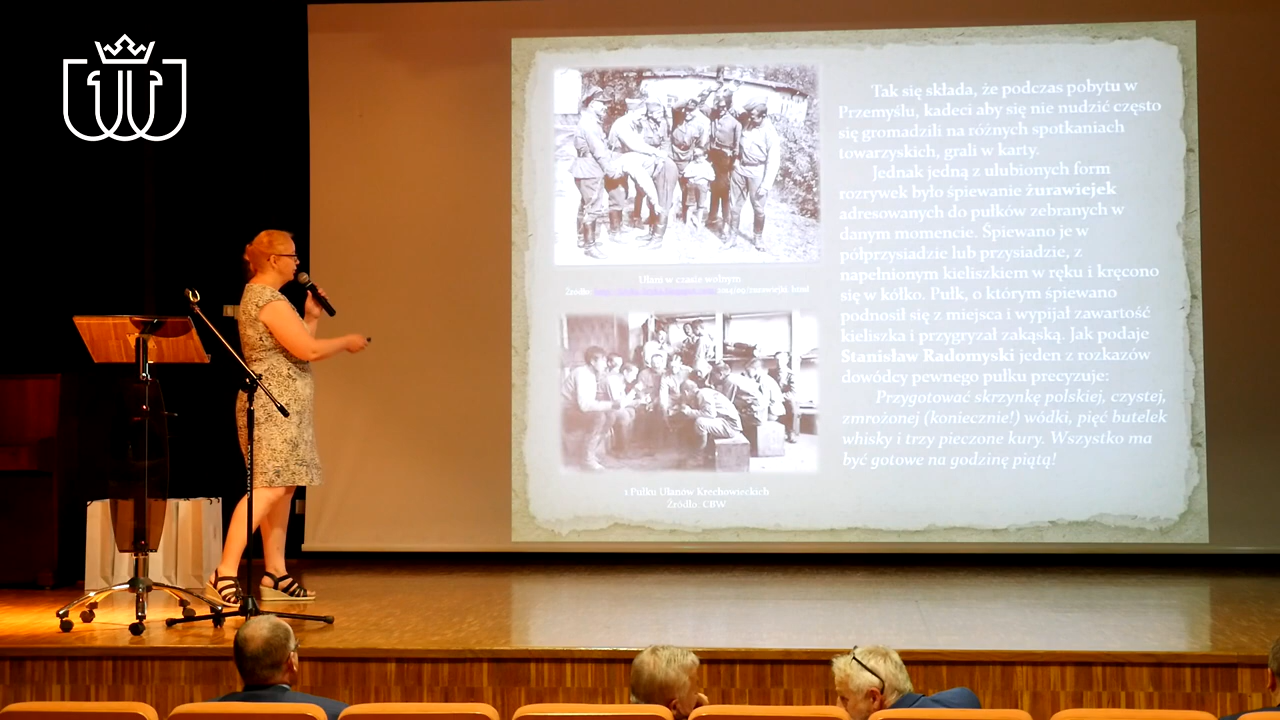 Tak się składa, że podczas pobytu w
Przemyślu, kadeci aby się nie nudzić często
się gromadzili na różnych spotkaniach
towarzyskich, grali w karty.
Jednak jedną z ulubionych form
rozrywek było śpiewanie żurawiejek
adresowanych do pułków zebranych w
danym momencie. Śpiewano je w
półprzysiadzie lub przysiadzie, z
napełnionym kieliszkiem w ręku i kręcono
się w kółko. Pułk, o którym śpiewano
podnosił się z miejsca i wypijał zawartość
kieliszka i przygryzał zakąską. Jak podaje
Stanisław Radomyski jeden z rozkazów
dowódcy pewnego pułku precyzuje:
Przygotować skrzynkę polskiej, czystej,
zmrożonej (koniecznie!) wódki, pięć butelek
whisky i trzy pieczone kury. Wszystko ma
być gotowe na godzinę piątą!
Ułani w czasie wolnym
Źródło:
1 Pułku Ułanów Krechowieckich
Źródło: CBW